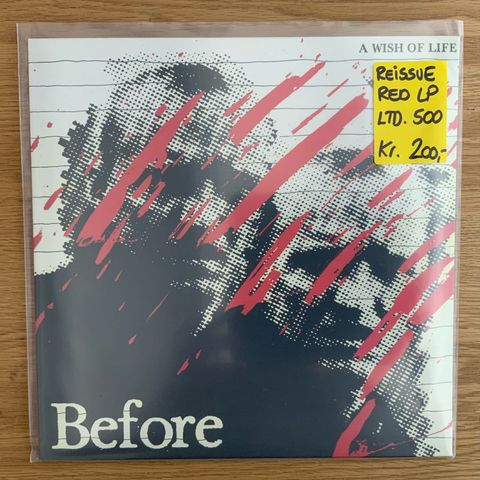 A WISH OF LIFE
REISSUE
RED LP
LTD. 500
Kr. 200,-
Before